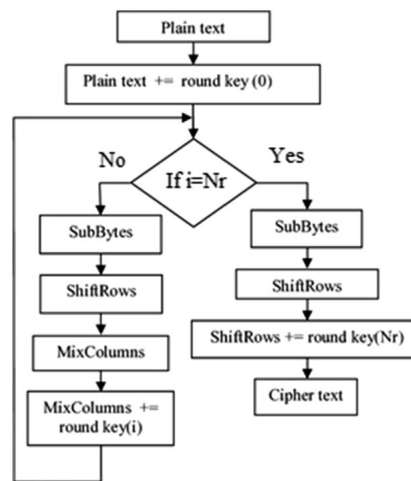 Plain text
Plain text += round key (0)
If i=Nr
No
Yes
SubBytes
ShiftRows
MixColumns
MixColumns +=
round key(i)
SubBytes
ShiftRows
ShiftRows += round key(Nr)
Cipher text